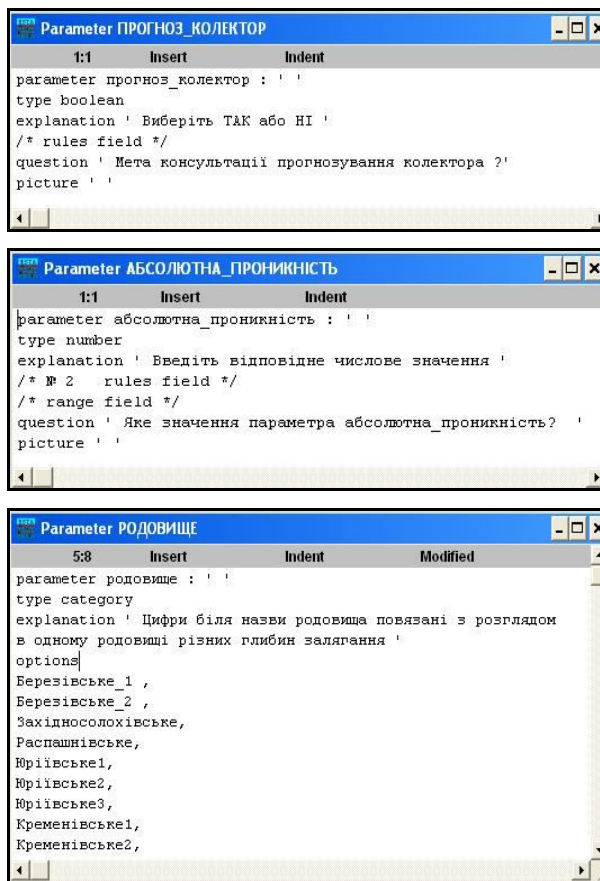 Parameter ПРОГНОЗ_КОЛЕКТОР
1:1 Insert Indent
parameter прогноз_колектор : ' '
type boolean
explanation ' Виберіть ТАК або НІ '
/* rules field */
question ' Мета консультації прогнозування колектора ?'
picture ' '
Parameter АБСОЛЮТНА_ПРОНИКНІСТЬ
1:1 Insert Indent
parameter абсолютна_проникність : ' '
type number
explanation ' Введіть відповідне числове значення '
/* № 2 rules field */
/* range field */
question ' Яке значення параметра абсолютна_проникність? '
picture ' '
Parameter РОДОВИЩЕ
5:8 Insert Indent Modified
parameter родовище : ' '
type category
explanation ' Цифри біля назви родовища повязані з розглядом
в одному родовищі різних глибин залягання '
options
Березівське_1 ,
Березівське_2 ,
Західносолохівське,
Распашнівське,
Юріївське1,
Юріївське2,
Юріївське3,
Кременівське1,
Кременівське2,